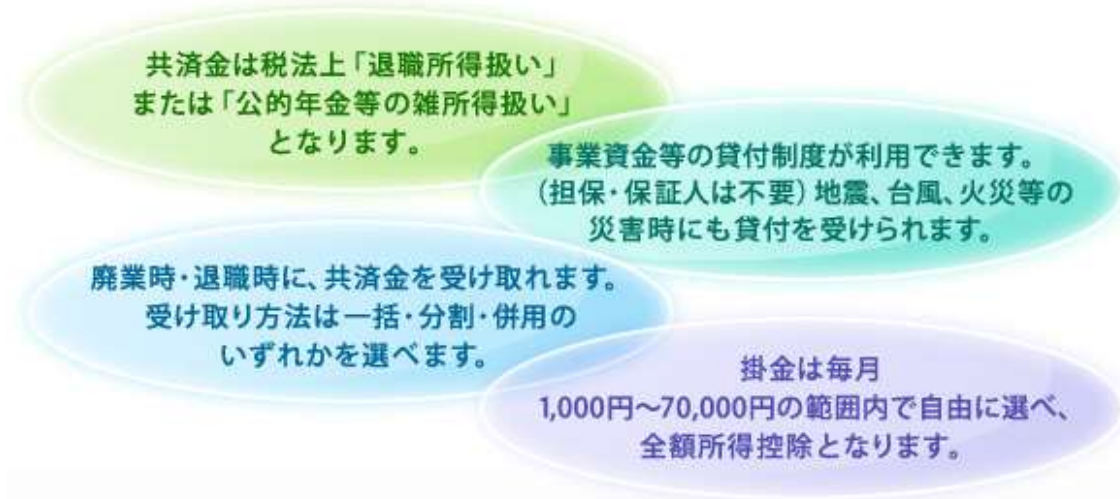 共済金は税法上「退職所得扱い」
または「公的年金等の雑所得扱い」
となります。
事業資金等の貸付制度が利用できます。
(担保・保証人は不要) 地震、台風、火災等の
災害時にも貸付を受けられます。
廃業時・退職時に、共済金を受け取れます。
受け取り方法は一括・分割・併用の
いずれかを選べます。
掛金は毎月
1,000円～70,000円の範囲内で自由に選べ、
全額所得控除となります。